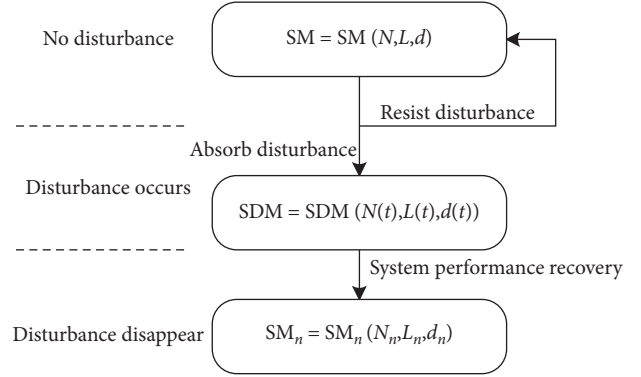 No disturbance
SM = SM (N,L,d)
Resist disturbance
Absorb disturbance
Disturbance occurs
SDM = SDM (N(t),L(t),d(t))
System performance recovery
Disturbance disappear
SMₙ = SMₙ (Nₙ,Lₙ,dₙ)